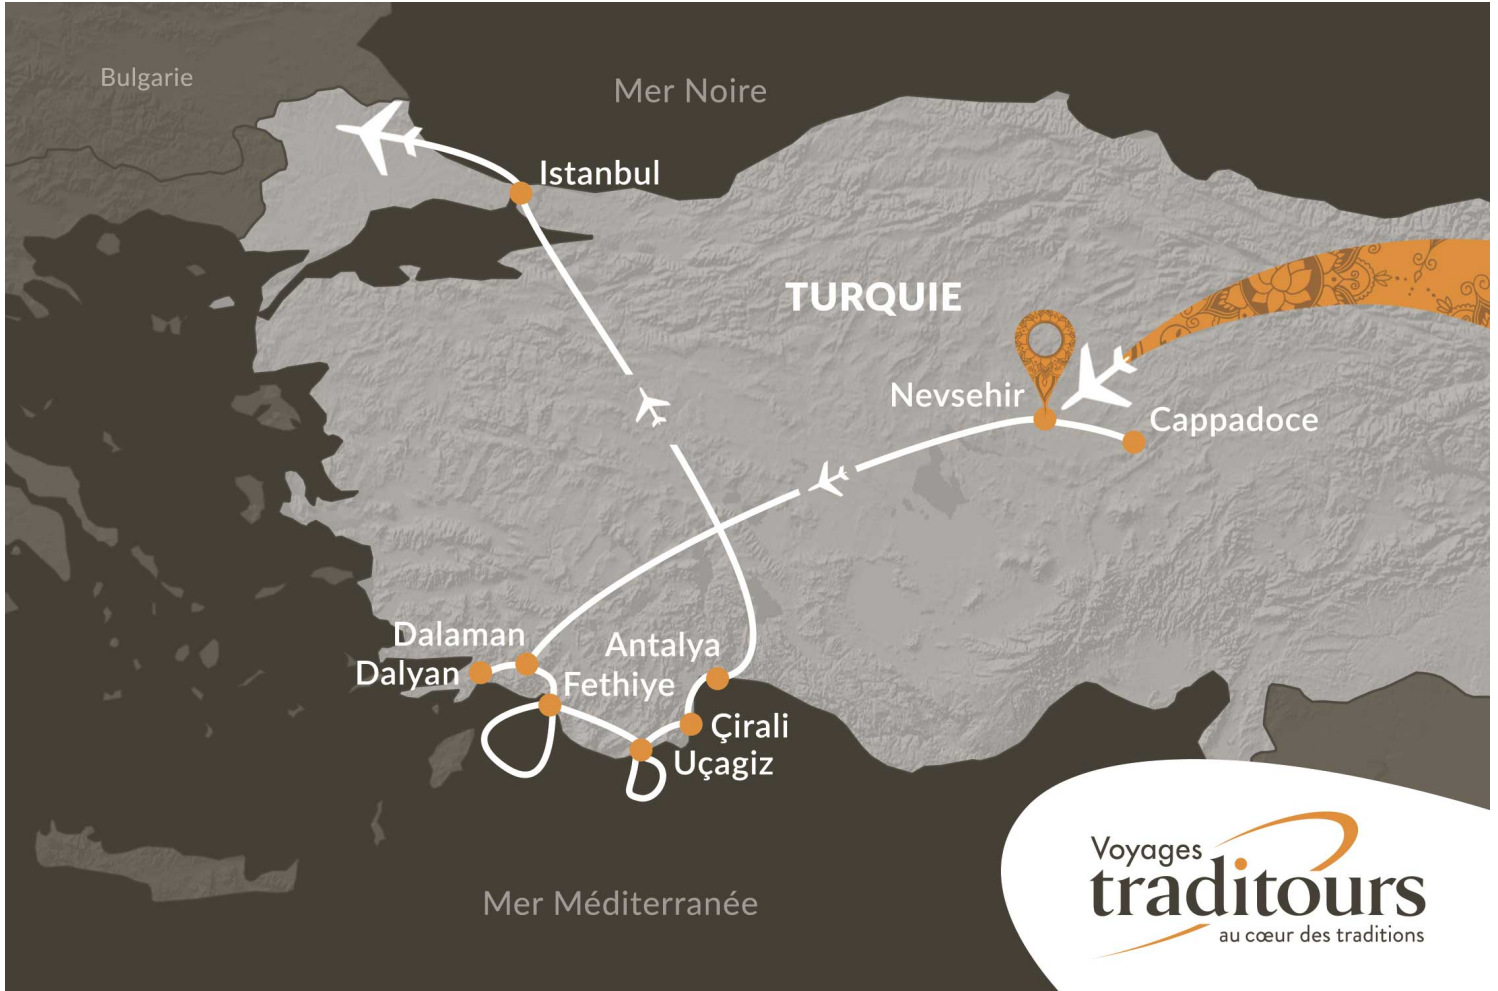 Bulgarie
Mer Noire
Istanbul
TURQUIE
Nevsehir
Cappadoce
Dalaman
Antalya
Dalyan
Fethiye
Çirali
Uçagiz
Mer Méditerranée
Voyages
traditours
au cœur des traditions